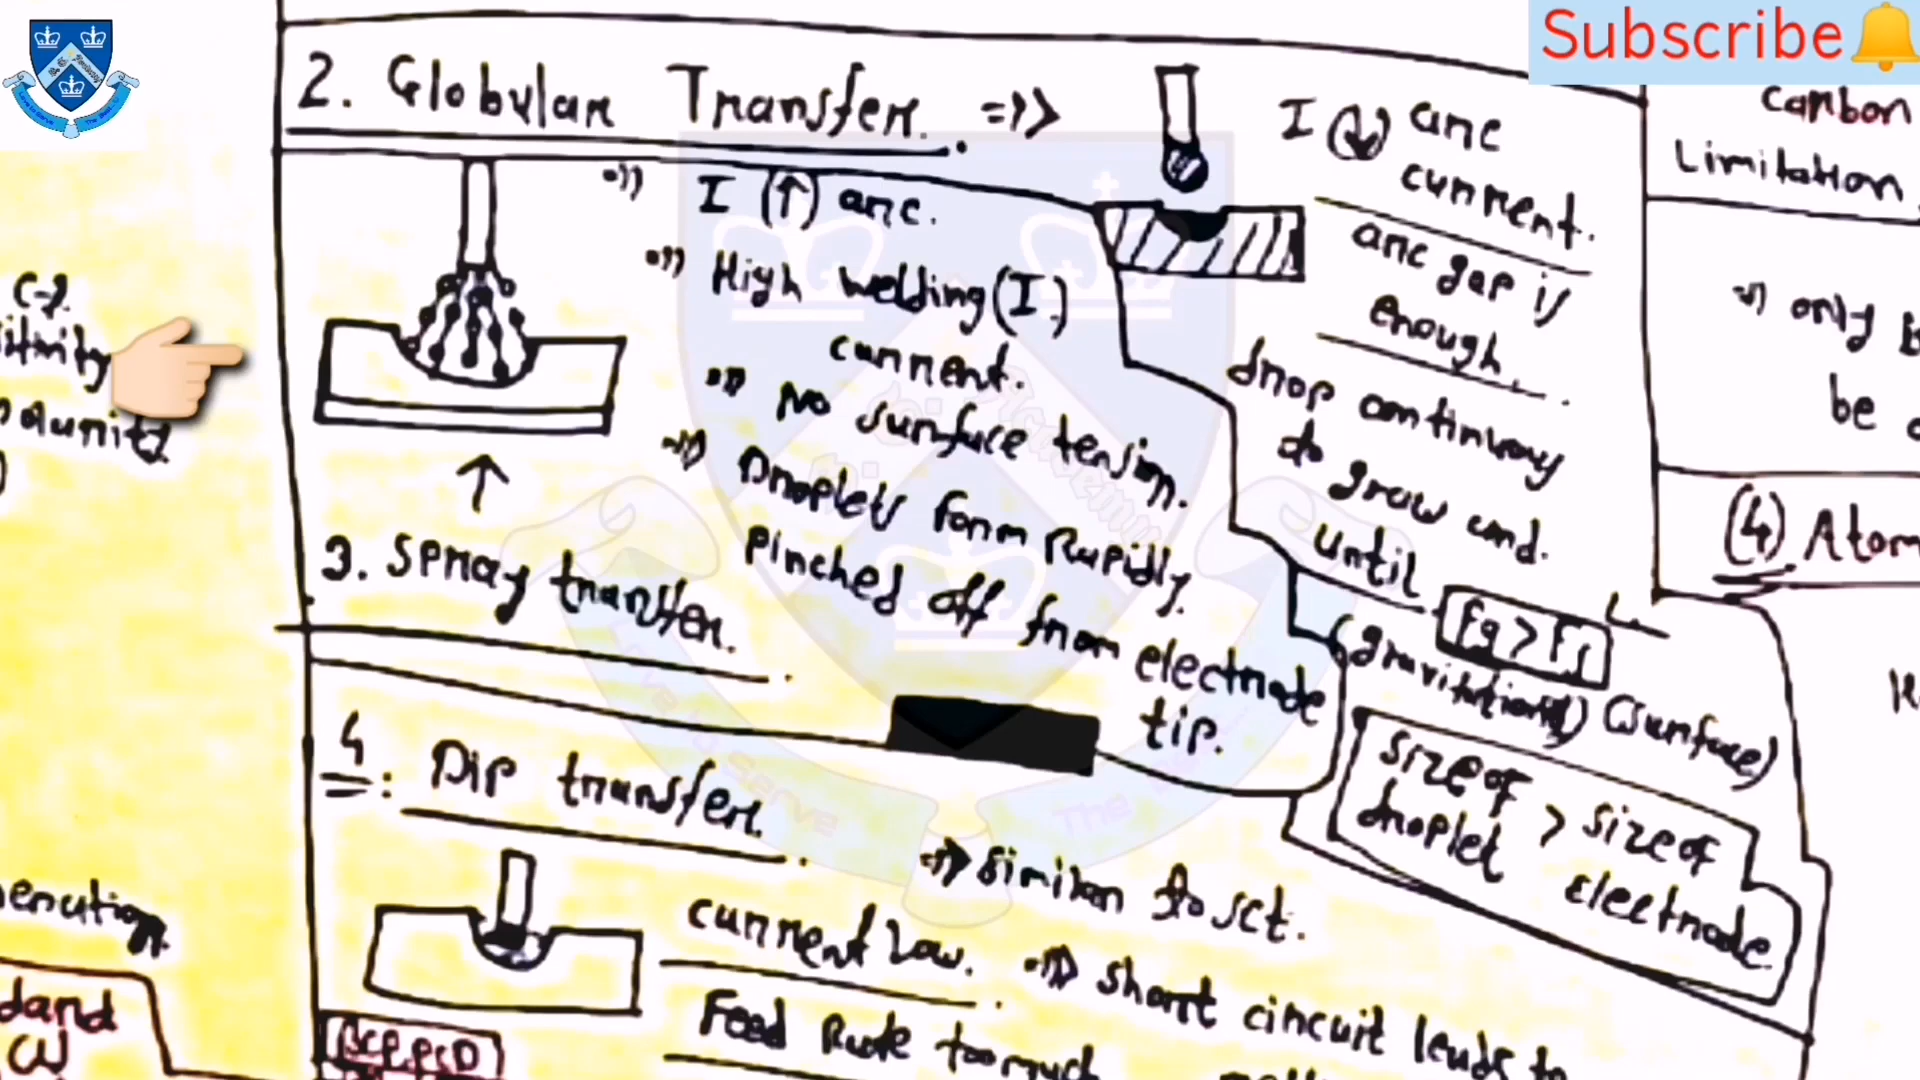 Subscribe
2. Globular Transfer. =>>
I (↓) arc
current.
arc gap is
enough.
drop continuously
do grow and.
until
Fg > Fs
(gravitational) (surface)
size of > size of
droplet electrode
I (↑) arc.
High welding (I)
current.
No surface tension.
Droplets form Rapidly.
Pinched off from electrode
tip.
3. Spray transfer.
4: Dip transfer.
=> Similar to sct.
current Low. => short circuit leads to
Feed Rate too much
Carbon
Limitation
=> only
be
(4) Atom